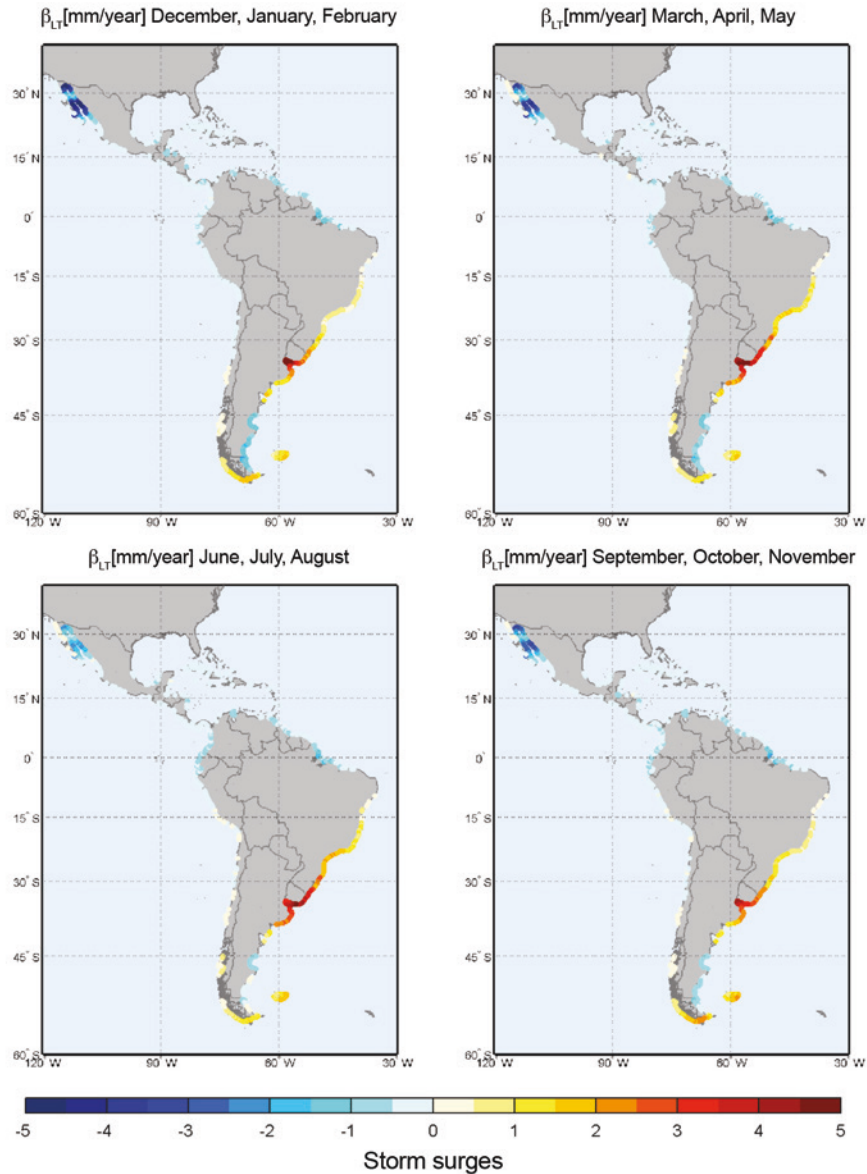 β_LT[mm/year] December, January, February
β_LT[mm/year] March, April, May
30° N
15° N
0°
15° S
30° S
45° S
60° S
120 W 90 W 60 W 30 W
30° N
15° N
0°
15° S
30° S
45° S
60° S
120 W 90 W 60 W 30 W
β_LT[mm/year] June, July, August
β_LT[mm/year] September, October, November
30° N
15° N
0°
15° S
30° S
45° S
60° S
120 W 90 W 60 W 30 W
30° N
15° N
0°
15° S
30° S
45° S
60° S
120 W 90 W 60 W 30 W
-5 -4 -3 -2 -1 0 1 2 3 4 5
Storm surges